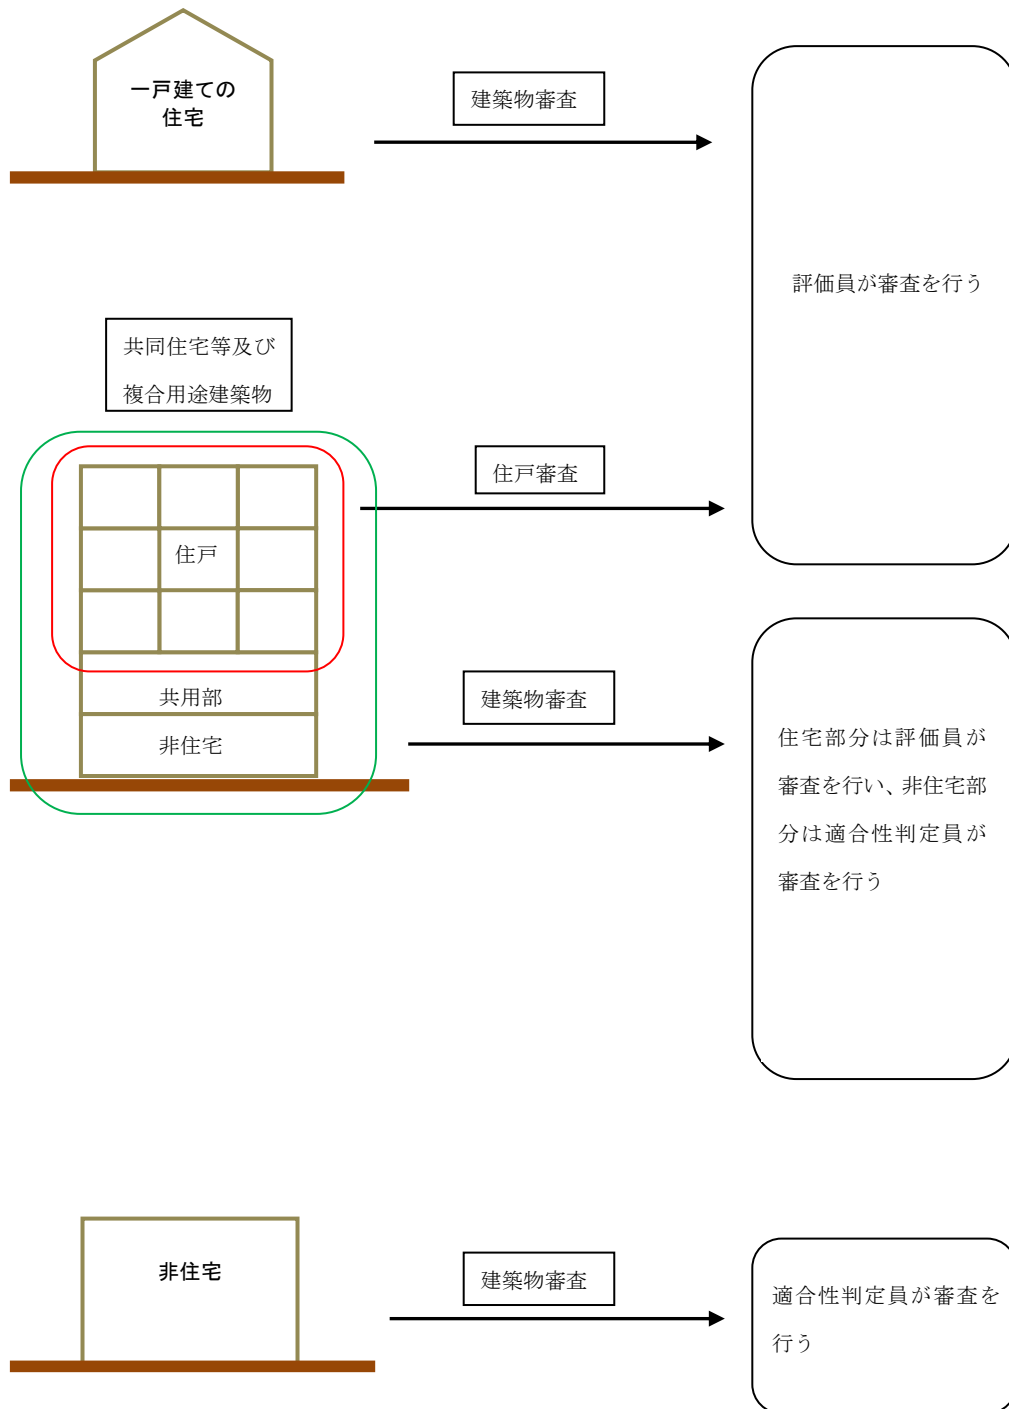 一戸建ての
住宅
建築物審査
評価員が審査を行う
共同住宅等及び
複合用途建築物
住戸審査
住戸
共用部
非住宅
建築物審査
住宅部分は評価員が
審査を行い、非住宅部
分は適合性判定員が
審査を行う
非住宅
建築物審査
適合性判定員が審査を
行う